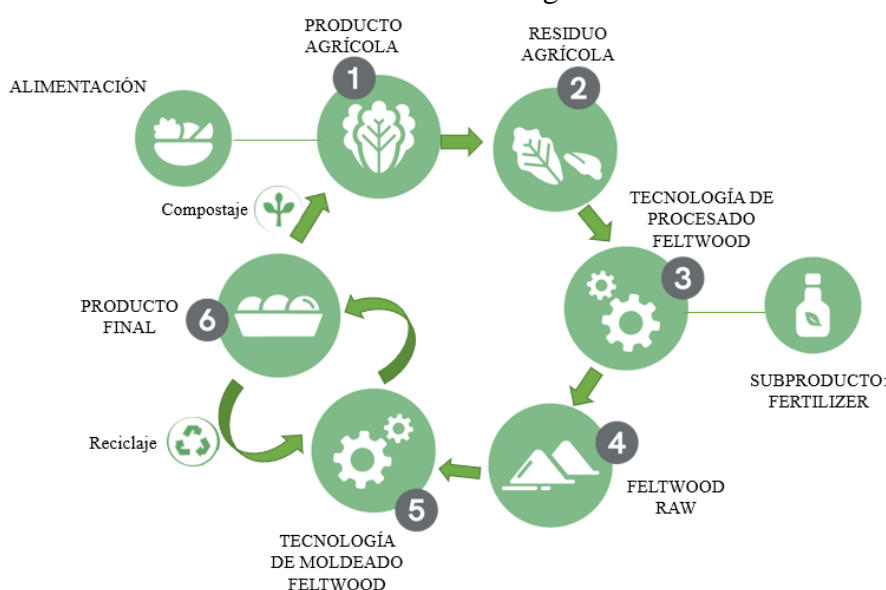 PRODUCTO
AGRÍCOLA
1
RESIDUO
AGRÍCOLA
2
ALIMENTACIÓN
Compostaje
TECNOLOGÍA DE
PROCESADO
FELTWOOD
3
PRODUCTO
FINAL
6
SUBPRODUCTO:
FERTILIZER
Reciclaje
4
FELTWOOD
RAW
5
TECNOLOGÍA
DE MOLDEADO
FELTWOOD